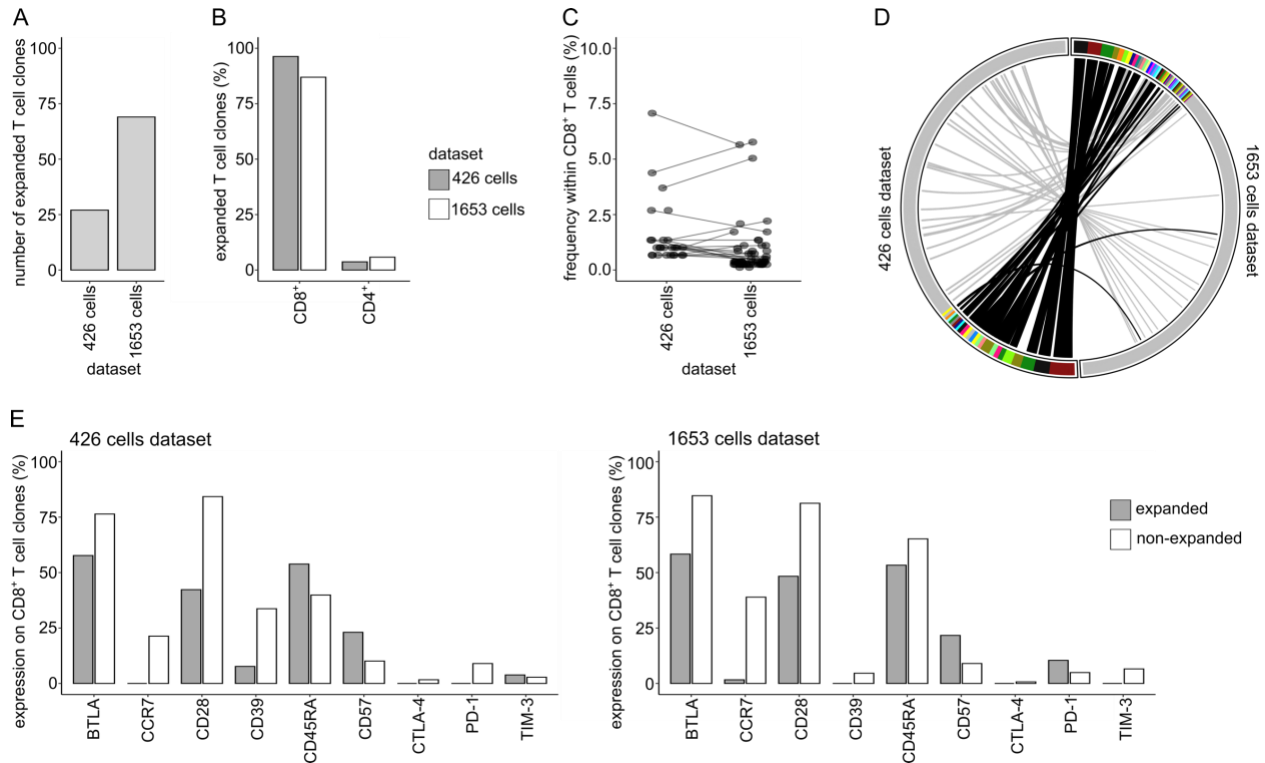 A
number of expanded T cell clones
100
75
50
25
0
426 cells
1653 cells
dataset
B
expanded T cell clones (%)
100
75
50
25
0
CD8⁺
CD4⁺
dataset
426 cells
1653 cells
C
frequency within CD8⁺ T cells (%)
10.0
7.5
5.0
2.5
0.0
426 cells
1653 cells
dataset
D
426 cells dataset
1653 cells dataset
E
426 cells dataset
expression on CD8⁺ T cell clones (%)
100
75
50
25
0
BTLA
CCR7
CD28
CD39
CD45RA
CD57
CTLA-4
PD-1
TIM-3
1653 cells dataset
expression on CD8⁺ T cell clones (%)
100
75
50
25
0
BTLA
CCR7
CD28
CD39
CD45RA
CD57
CTLA-4
PD-1
TIM-3
expanded
non-expanded